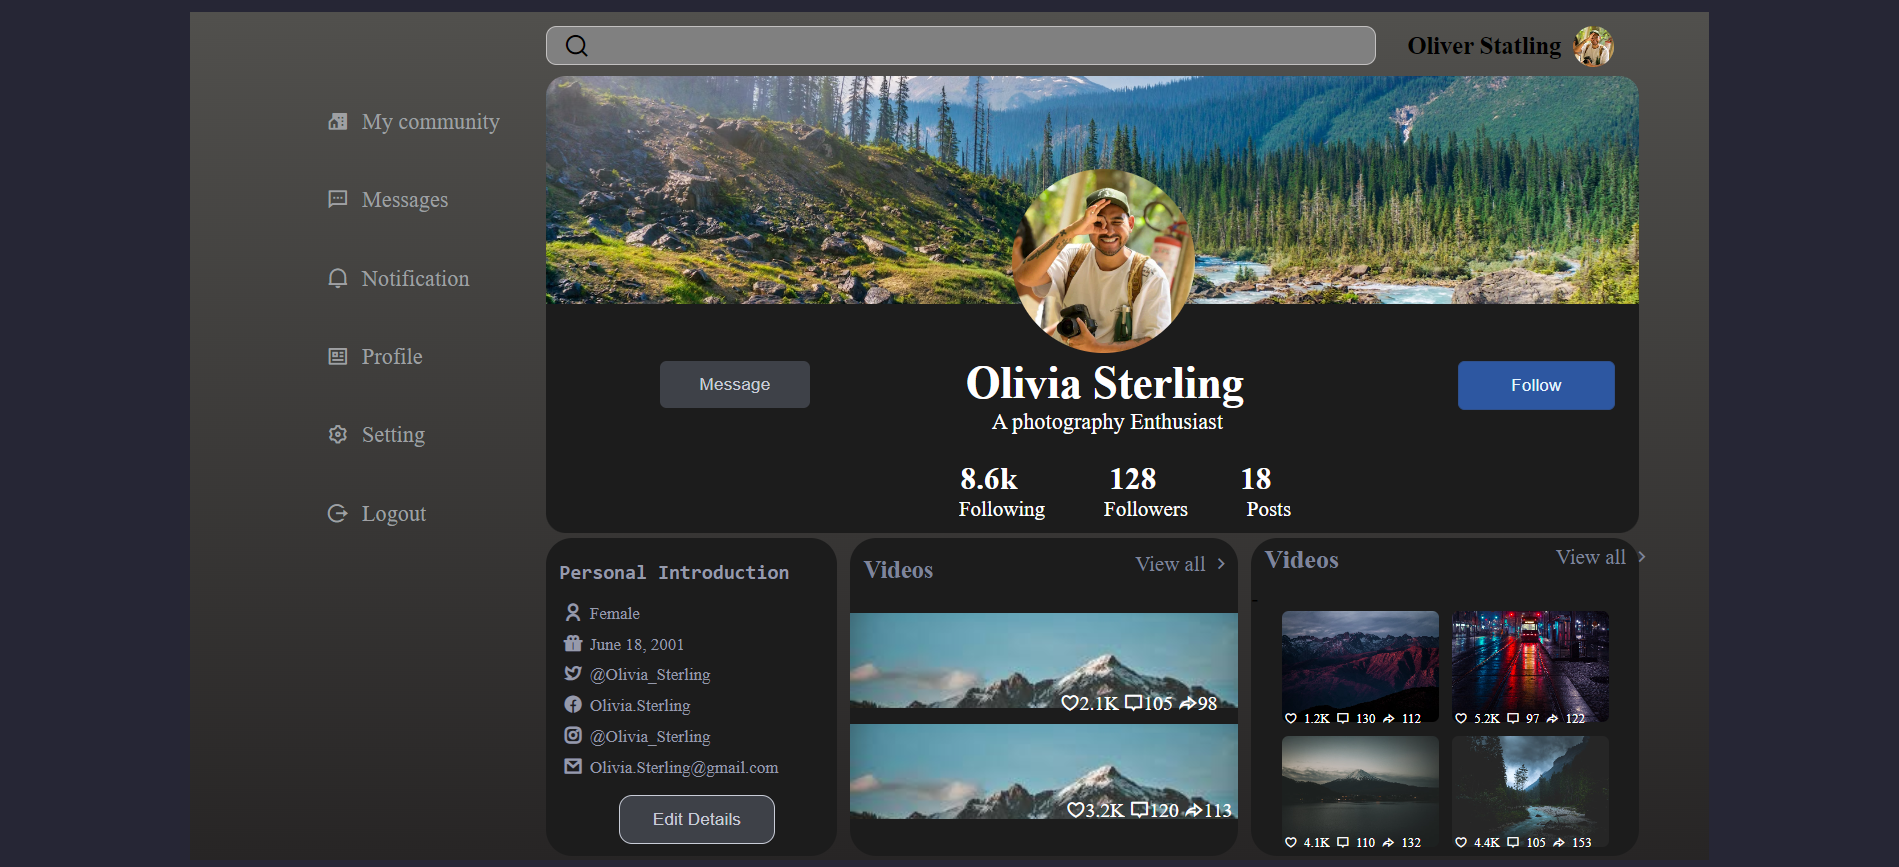 Oliver Statling
My community
Messages
Notification
Profile
Setting
Logout
Message
Olivia Sterling
A photography Enthusiast
Follow
8.6k 128 18
Following Followers Posts
Personal Introduction
Female
June 18, 2001
@Olivia_Sterling
Olivia.Sterling
@Olivia_Sterling
Olivia.Sterling@gmail.com
Edit Details
Videos View all
2.1K 105 98
3.2K 120 113
Videos View all
-
1.2K 130 112
5.2K 97 122
4.1K 110 132
4.4K 105 153